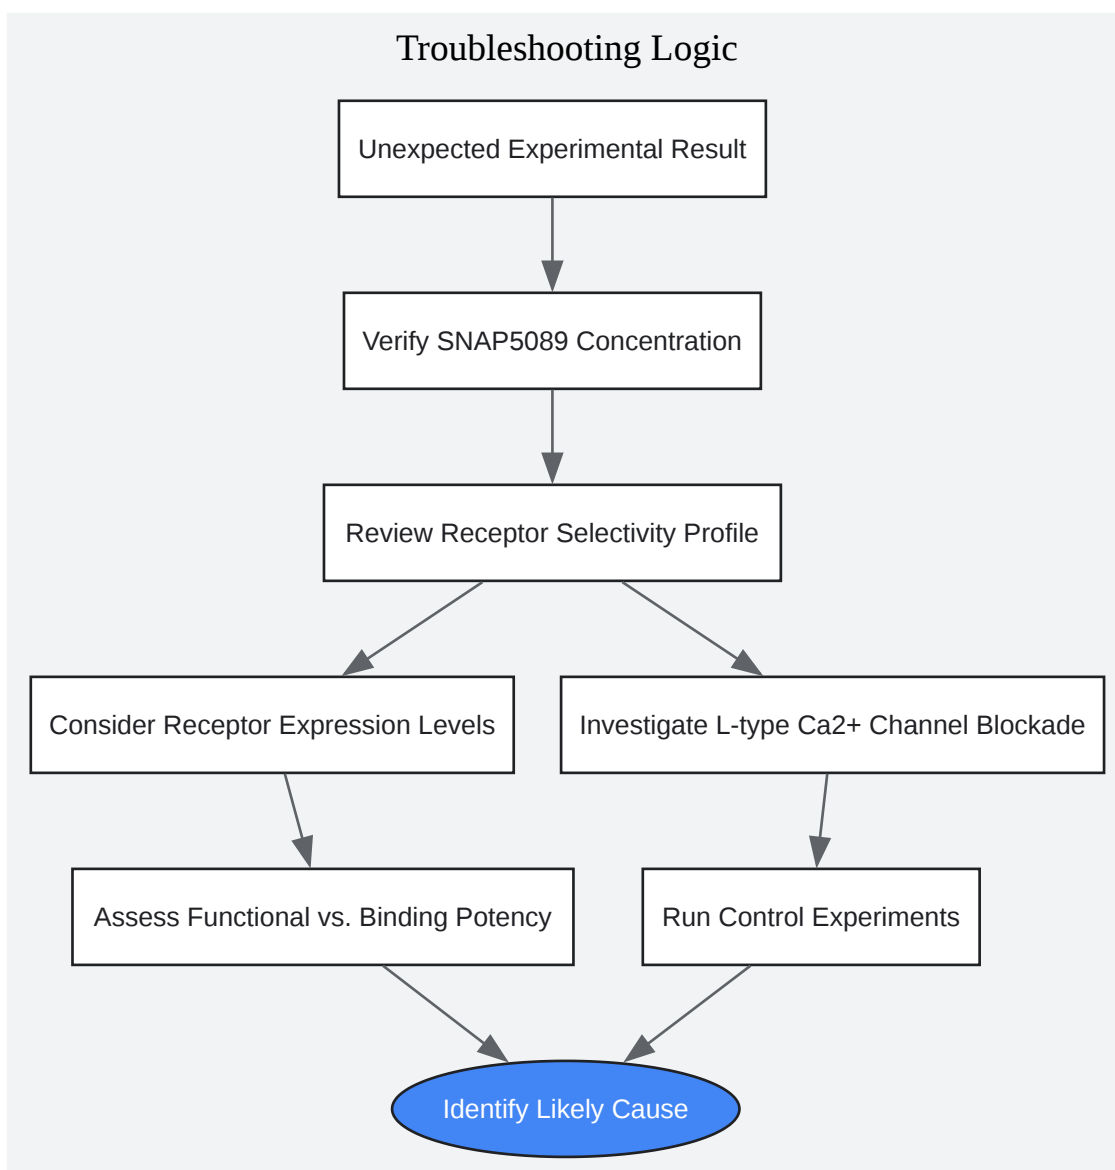 Troubleshooting Logic
Unexpected Experimental Result
Verify SNAP5089 Concentration
Review Receptor Selectivity Profile
Consider Receptor Expression Levels
Investigate L-type Ca2+ Channel Blockade
Assess Functional vs. Binding Potency
Run Control Experiments
Identify Likely Cause